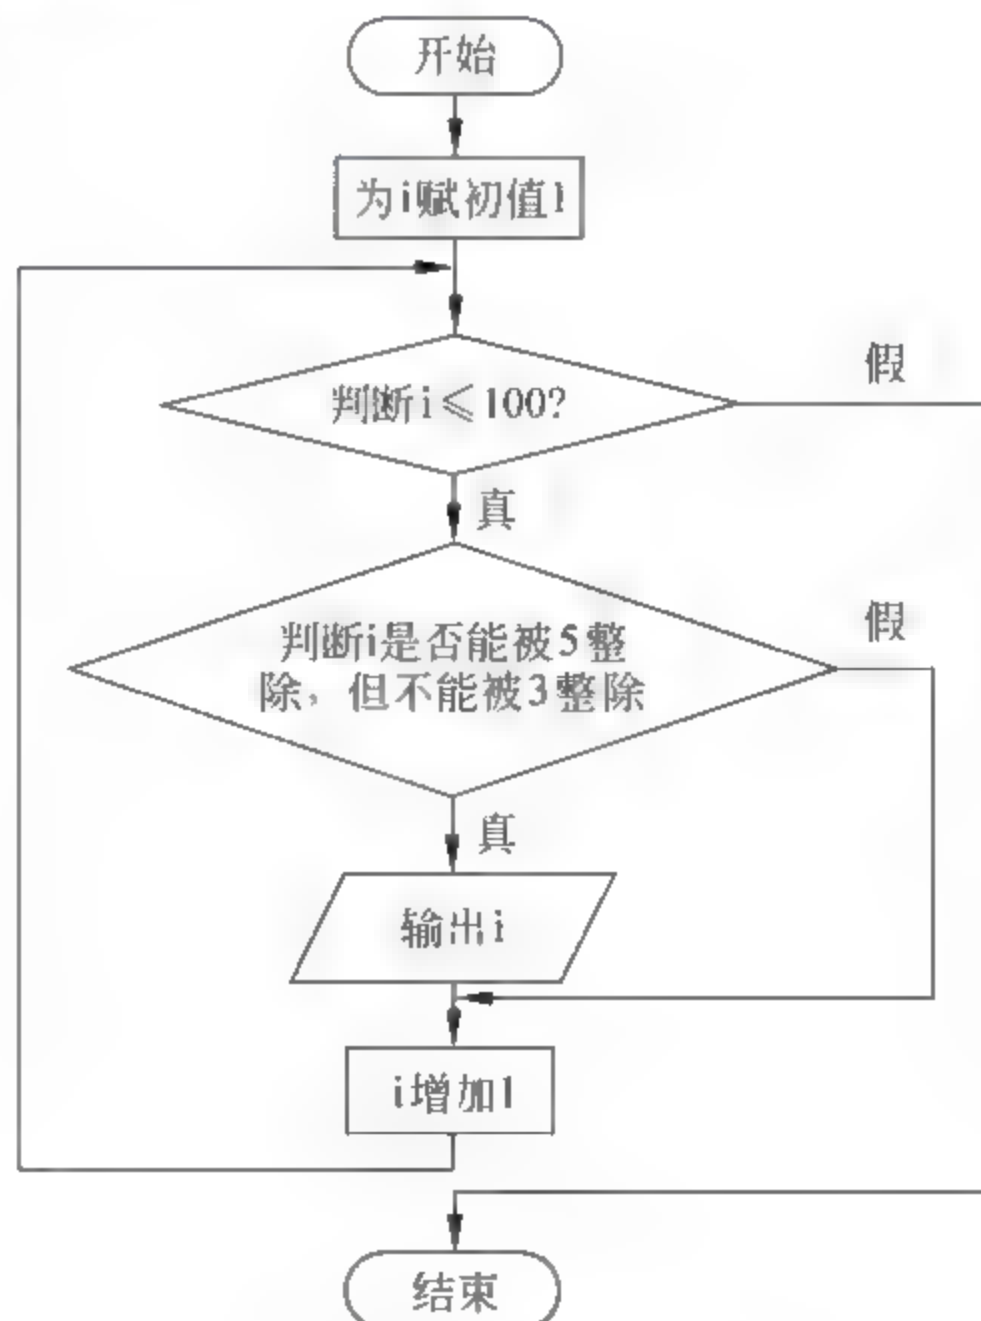 开始
为i赋初值1
判断i≤100?
假
真
判断i是否能被5整
除，但不能被3整除
假
真
输出i
i增加1
结束